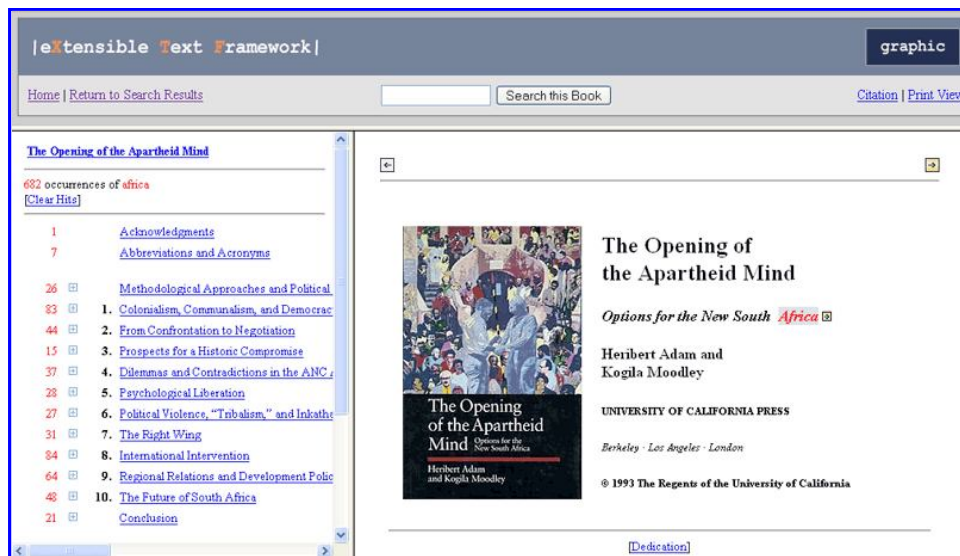 |eXtensible Text Framework|
graphic
Home | Return to Search Results
Search this Book
Citation | Print View
The Opening of the Apartheid Mind
682 occurrences of africa
[Clear Hits]
1 Acknowledgments
7 Abbreviations and Acronyms
26 Methodological Approaches and Political
83 1. Colonialism, Communalism, and Democrac
44 2. From Confrontation to Negotiation
15 3. Prospects for a Historic Compromise
37 4. Dilemmas and Contradictions in the ANC
28 5. Psychological Liberation
27 6. Political Violence, “Tribalism,” and Inkath
31 7. The Right Wing
84 8. International Intervention
64 9. Regional Relations and Development Polic
48 10. The Future of South Africa
21 Conclusion
The Opening
of the Apartheid
Mind Options for the
New South Africa
Heribert Adam
and Kogila Moodley
The Opening of
the Apartheid Mind
Options for the New South Africa
Heribert Adam and
Kogila Moodley
UNIVERSITY OF CALIFORNIA PRESS
Berkeley · Los Angeles · London
© 1993 The Regents of the University of California
[Dedication]